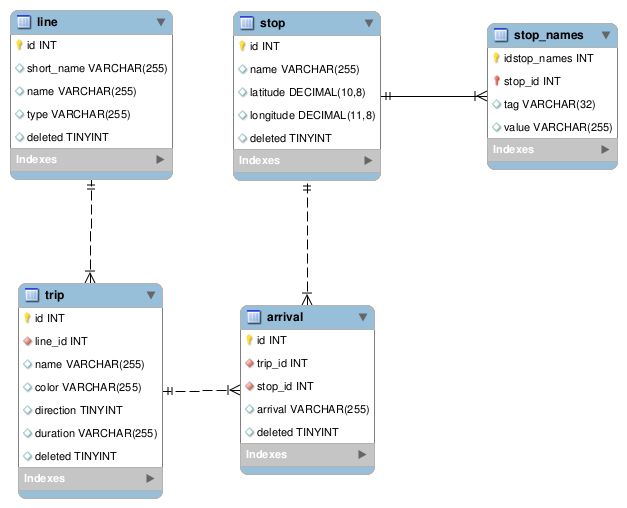 line
id INT
short_name VARCHAR(255)
name VARCHAR(255)
type VARCHAR(255)
deleted TINYINT
Indexes
stop
id INT
name VARCHAR(255)
latitude DECIMAL(10,8)
longitude DECIMAL(11,8)
deleted TINYINT
Indexes
stop_names
idstop_names INT
stop_id INT
tag VARCHAR(32)
value VARCHAR(255)
Indexes
trip
id INT
line_id INT
name VARCHAR(255)
color VARCHAR(255)
direction TINYINT
duration VARCHAR(255)
deleted TINYINT
Indexes
arrival
id INT
trip_id INT
stop_id INT
arrival VARCHAR(255)
deleted TINYINT
Indexes